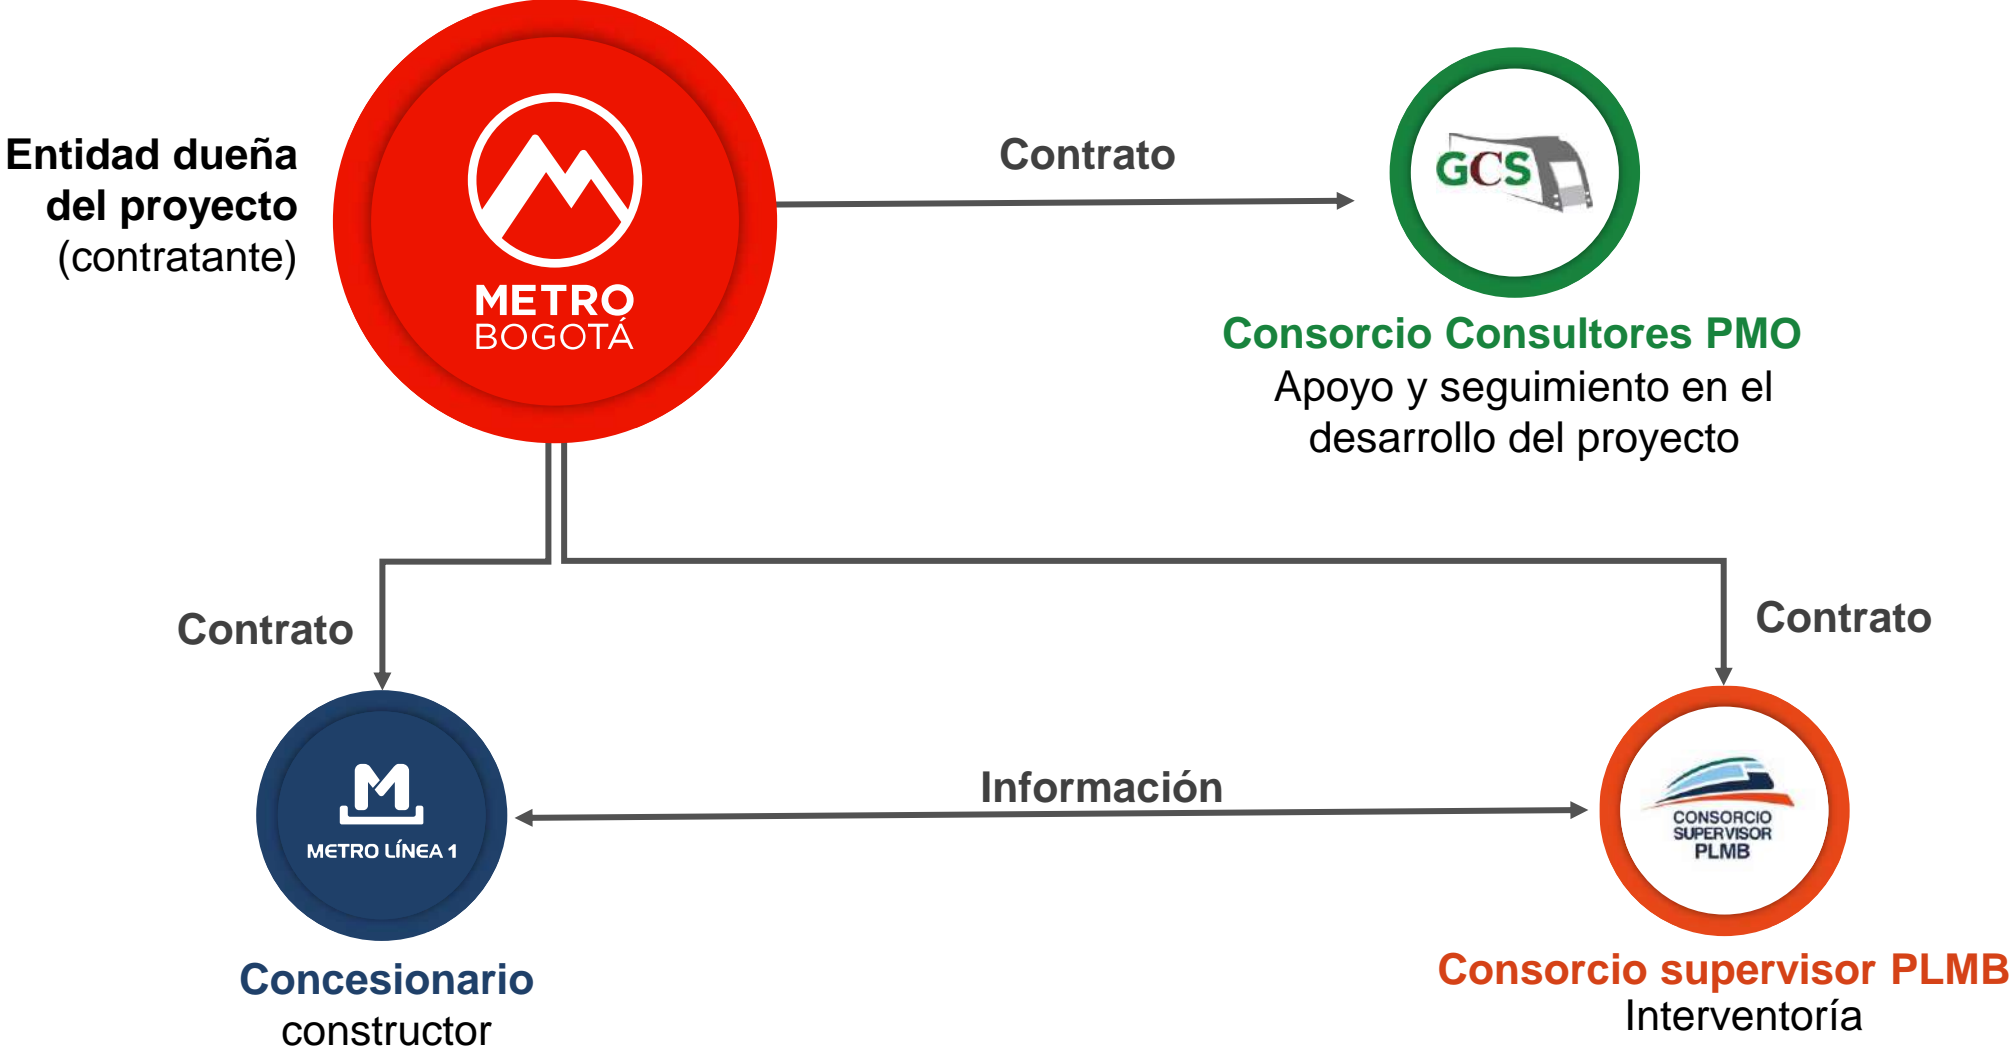 Entidad dueña
del proyecto
(contratante)
METRO
BOGOTÁ
Contrato
GCS
Consorcio Consultores PMO
Apoyo y seguimiento en el
desarrollo del proyecto
Contrato
Contrato
METRO LÍNEA 1
Información
CONSORCIO
SUPERVISOR
PLMB
Concesionario
constructor
Consorcio supervisor PLMB
Interventoría